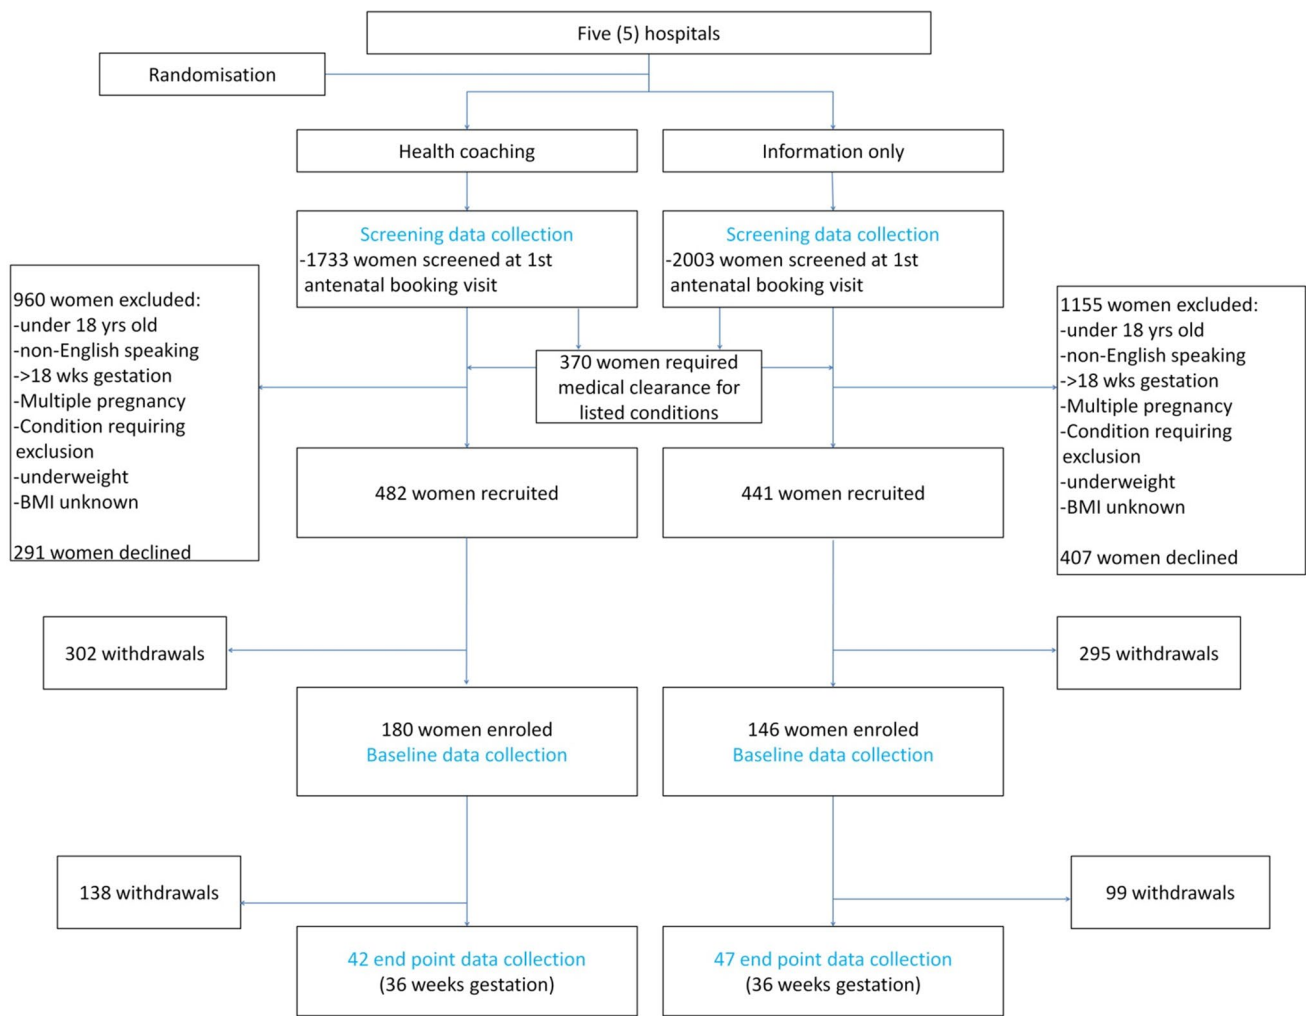 Five (5) hospitals
Randomisation
Health coaching
Information only
Screening data collection
-1733 women screened at 1st
antenatal booking visit
Screening data collection
-2003 women screened at 1st
antenatal booking visit
960 women excluded:
-under 18 yrs old
-non-English speaking
->18 wks gestation
-Multiple pregnancy
-Condition requiring
exclusion
-underweight
-BMI unknown
291 women declined
370 women required
medical clearance for
listed conditions
1155 women excluded:
-under 18 yrs old
-non-English speaking
->18 wks gestation
-Multiple pregnancy
-Condition requiring
exclusion
-underweight
-BMI unknown
407 women declined
482 women recruited
441 women recruited
302 withdrawals
295 withdrawals
180 women enroled
Baseline data collection
146 women enroled
Baseline data collection
138 withdrawals
99 withdrawals
42 end point data collection
(36 weeks gestation)
47 end point data collection
(36 weeks gestation)